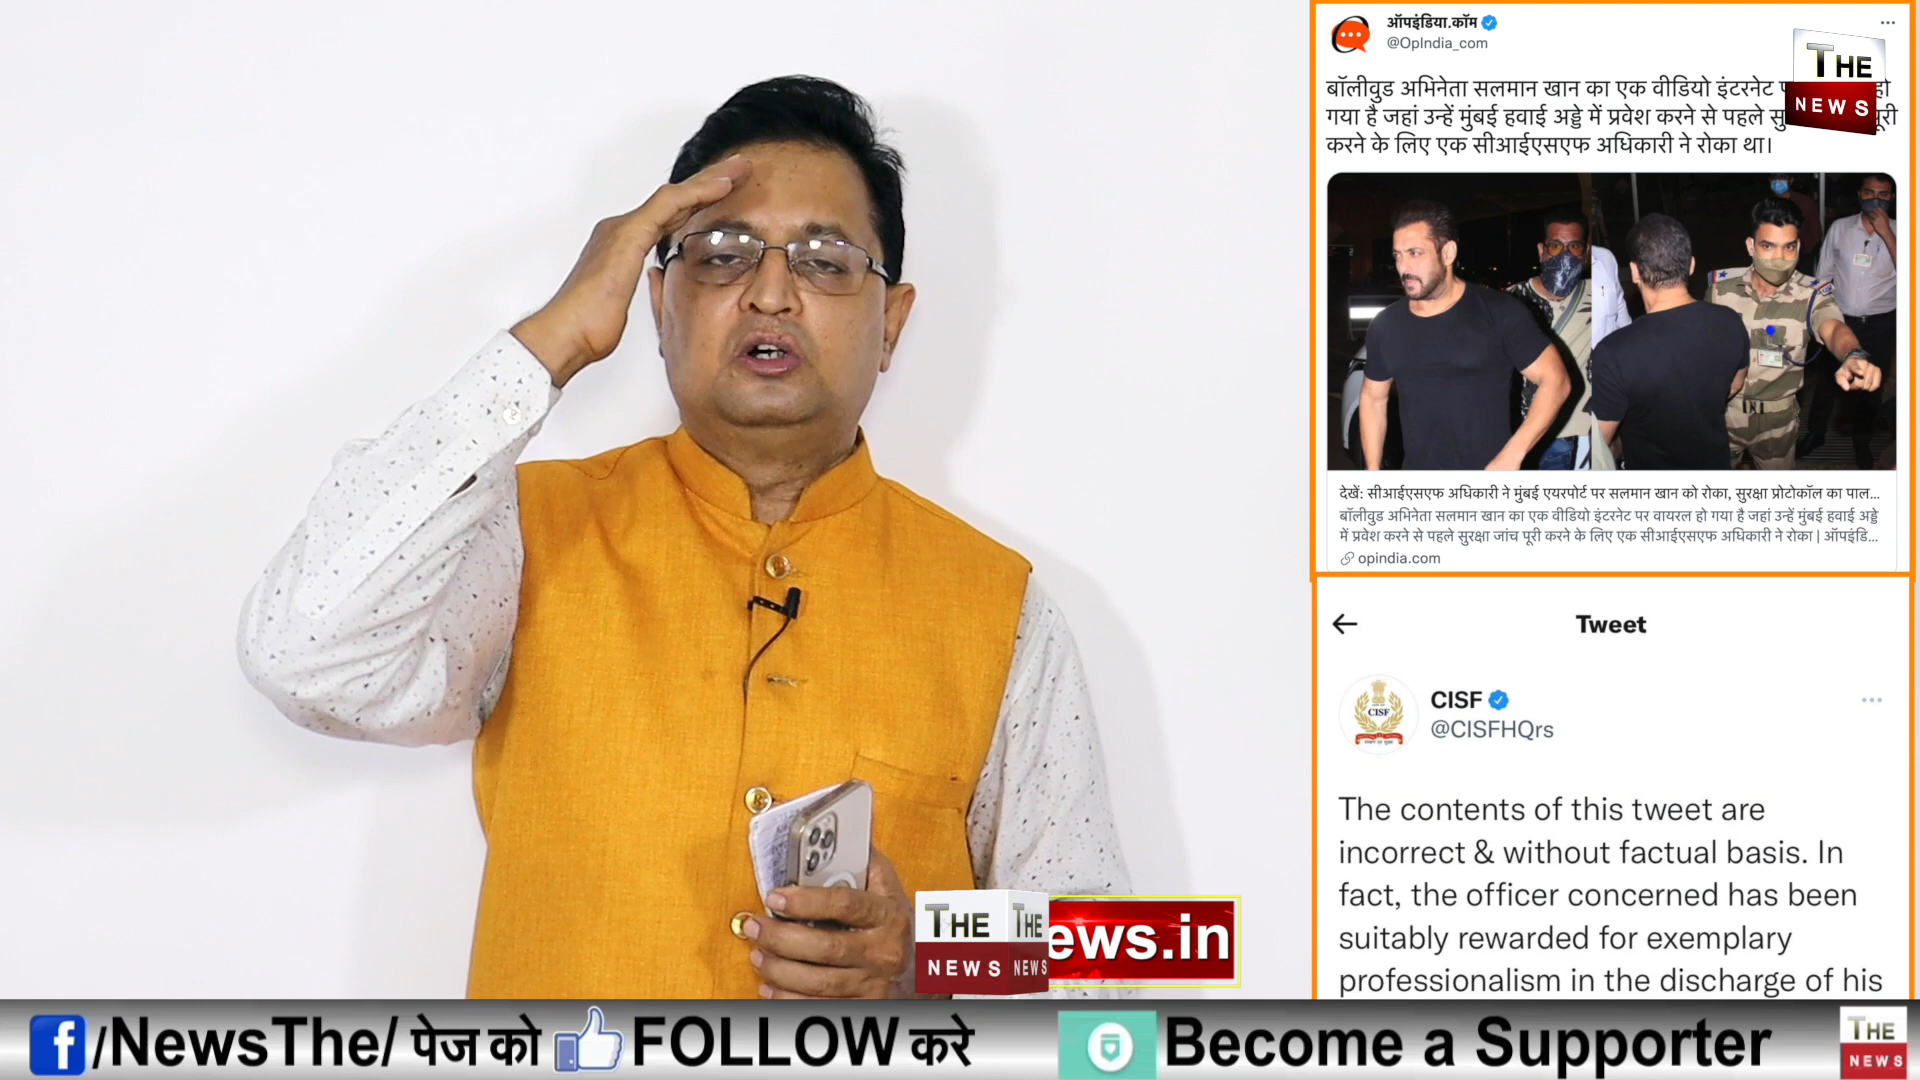 ऑपइंडिया.कॉम
@OpIndia_com
बॉलीवुड अभिनेता सलमान खान का एक वीडियो इंटरनेट हो
गया है जहां उन्हें मुंबई हवाई अड्डे में प्रवेश करने से पहले
करने के लिए एक सीआईएसएफ अधिकारी ने रोका था।
THE
NEWS
देखें: सीआईएसएफ अधिकारी ने मुंबई एयरपोर्ट पर सलमान खान को रोका, सुरक्षा प्रोटोकॉल का पाल...
बॉलीवुड अभिनेता सलमान खान का एक वीडियो इंटरनेट पर वायरल हो गया है जहां उन्हें मुंबई हवाई अड्डे
में प्रवेश करने से पहले सुरक्षा जांच पूरी करने के लिए एक सीआईएसएफ अधिकारी ने रोका | ऑपइंडि...
opindia.com
Tweet
CISF
CISF
@CISFHQrs
The contents of this tweet are
incorrect & without factual basis. In
fact, the officer concerned has been
suitably rewarded for exemplary
professionalism in the discharge of his
THE THE
NEWS NEWS
ews.in
f/NewsThe/ पेज को FOLLOW करे
Become a Supporter
THE
NEWS